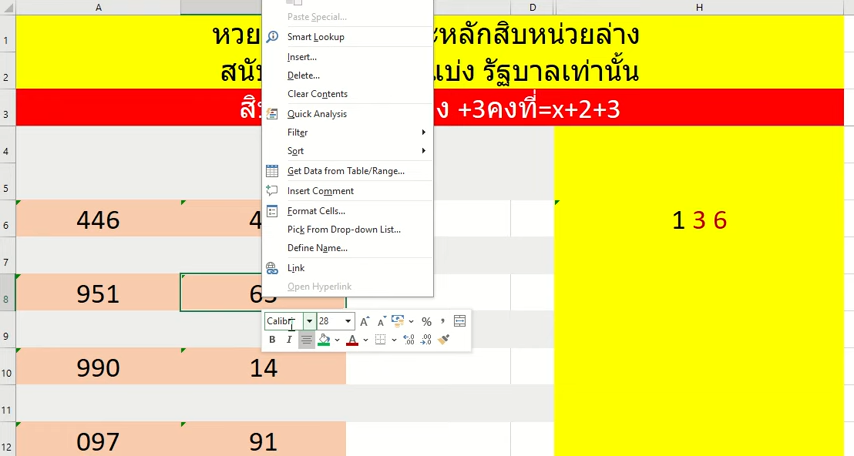 A D H
1 หวย ะหลักสิบหน่วยล่าง
2 สนับ แบ่ง รัฐบาลเท่านั้น
3 +3คงที่=x+2+3
4
5
6 446 4 1 3 6
7
8 951
9
10 990 14
11
12 097 91
Paste Special...
Smart Lookup
Insert...
Delete...
Clear Contents
Quick Analysis
Filter
Sort
Get Data from Table/Range...
Insert Comment
Format Cells...
Pick From Drop-down List...
Define Name...
Link
Open Hyperlink
Calibri 28 A A % ,
B I A